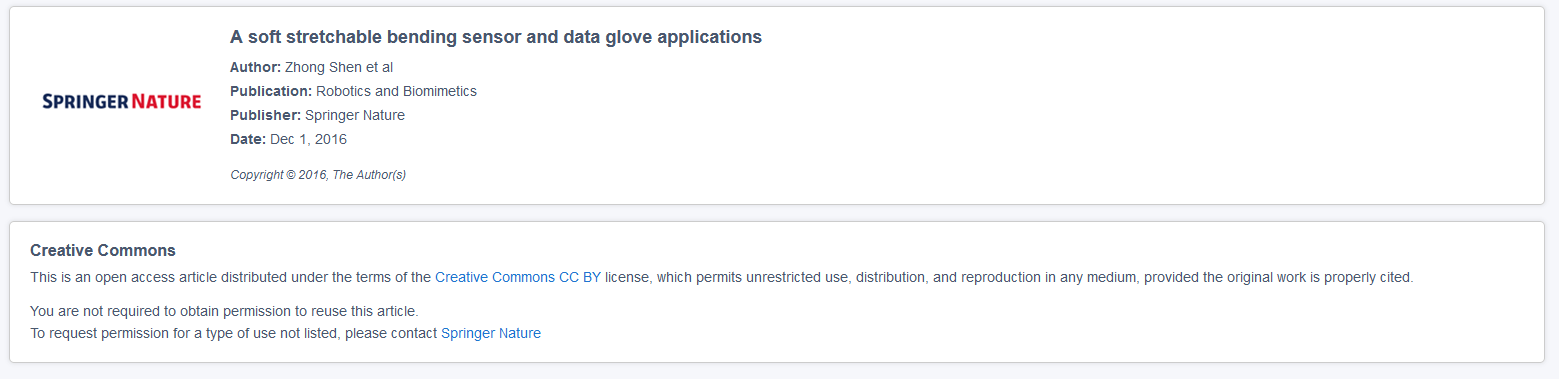 A soft stretchable bending sensor and data glove applications
SPRINGER NATURE
Author: Zhong Shen et al
Publication: Robotics and Biomimetics
Publisher: Springer Nature
Date: Dec 1, 2016
Copyright © 2016, The Author(s)
Creative Commons
This is an open access article distributed under the terms of the Creative Commons CC BY license, which permits unrestricted use, distribution, and reproduction in any medium, provided the original work is properly cited.
You are not required to obtain permission to reuse this article.
To request permission for a type of use not listed, please contact Springer Nature